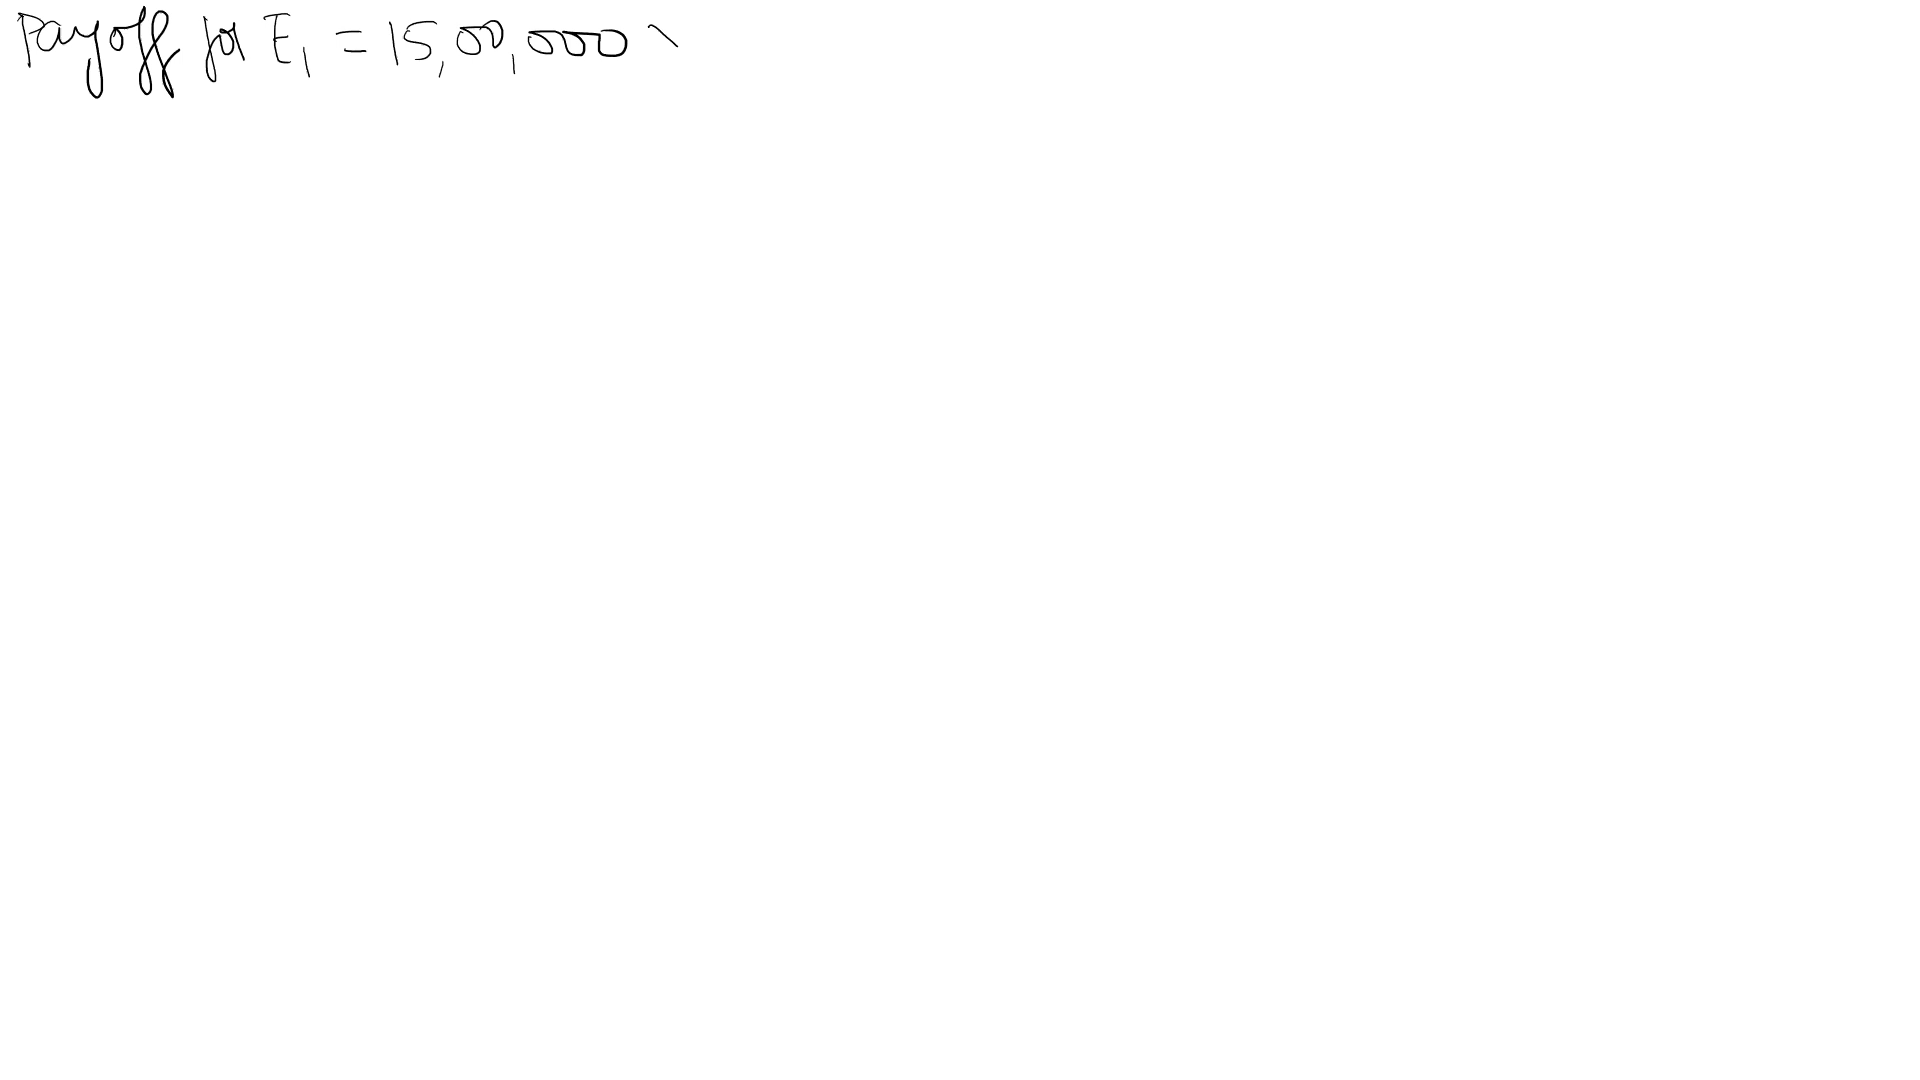 Payoff for E₁ = 15,00,000